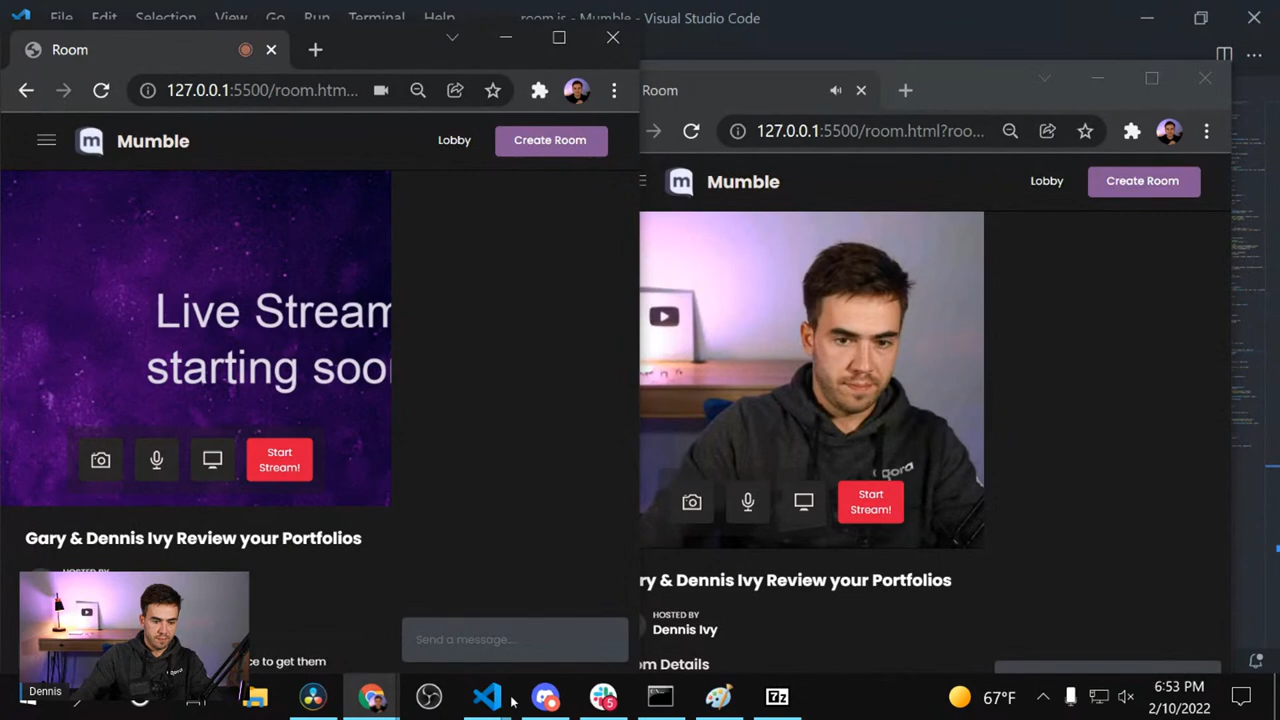 File Edit Selection View Go Run Terminal Help room.js - Mumble - Visual Studio Code
Room
127.0.0.1:5500/room.htm...
Mumble
Lobby
Create Room
Live Stream
starting soo
Start
Stream!
Gary & Dennis Ivy Review your Portfolios
HOSTED BY
ce to get them
Send a message...
Dennis
Room
127.0.0.1:5500/room.html?roo...
Mumble
Lobby
Create Room
agora
Start
Stream!
ry & Dennis Ivy Review your Portfolios
HOSTED BY
Dennis Ivy
om Details
5
7z
67°F
6:53 PM
2/10/2022